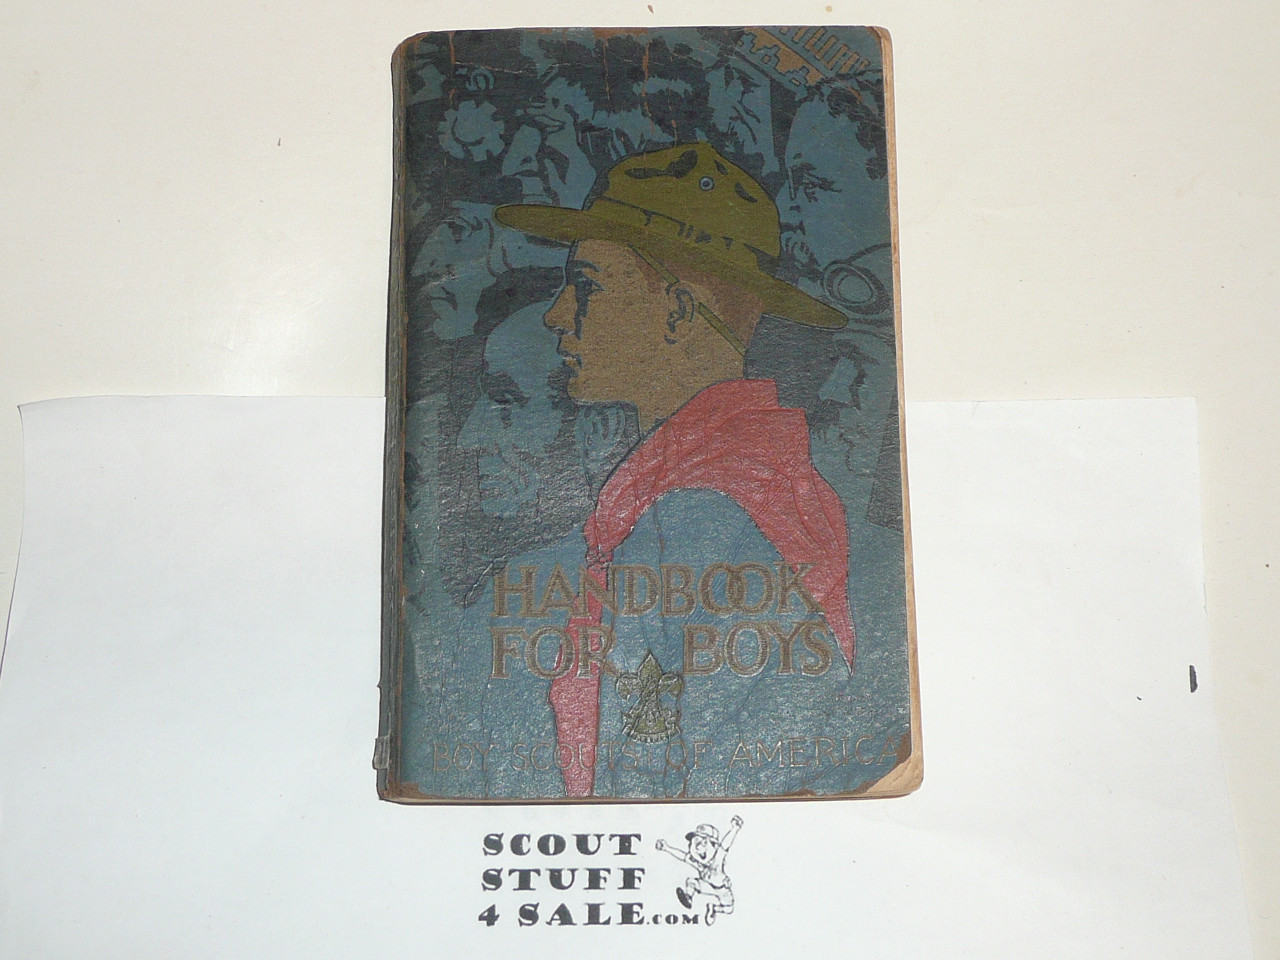 HANDBOOK
FOR BOYS
BOY SCOUTS OF AMERICA
SCOUT
STUFF
4 SALE.COM